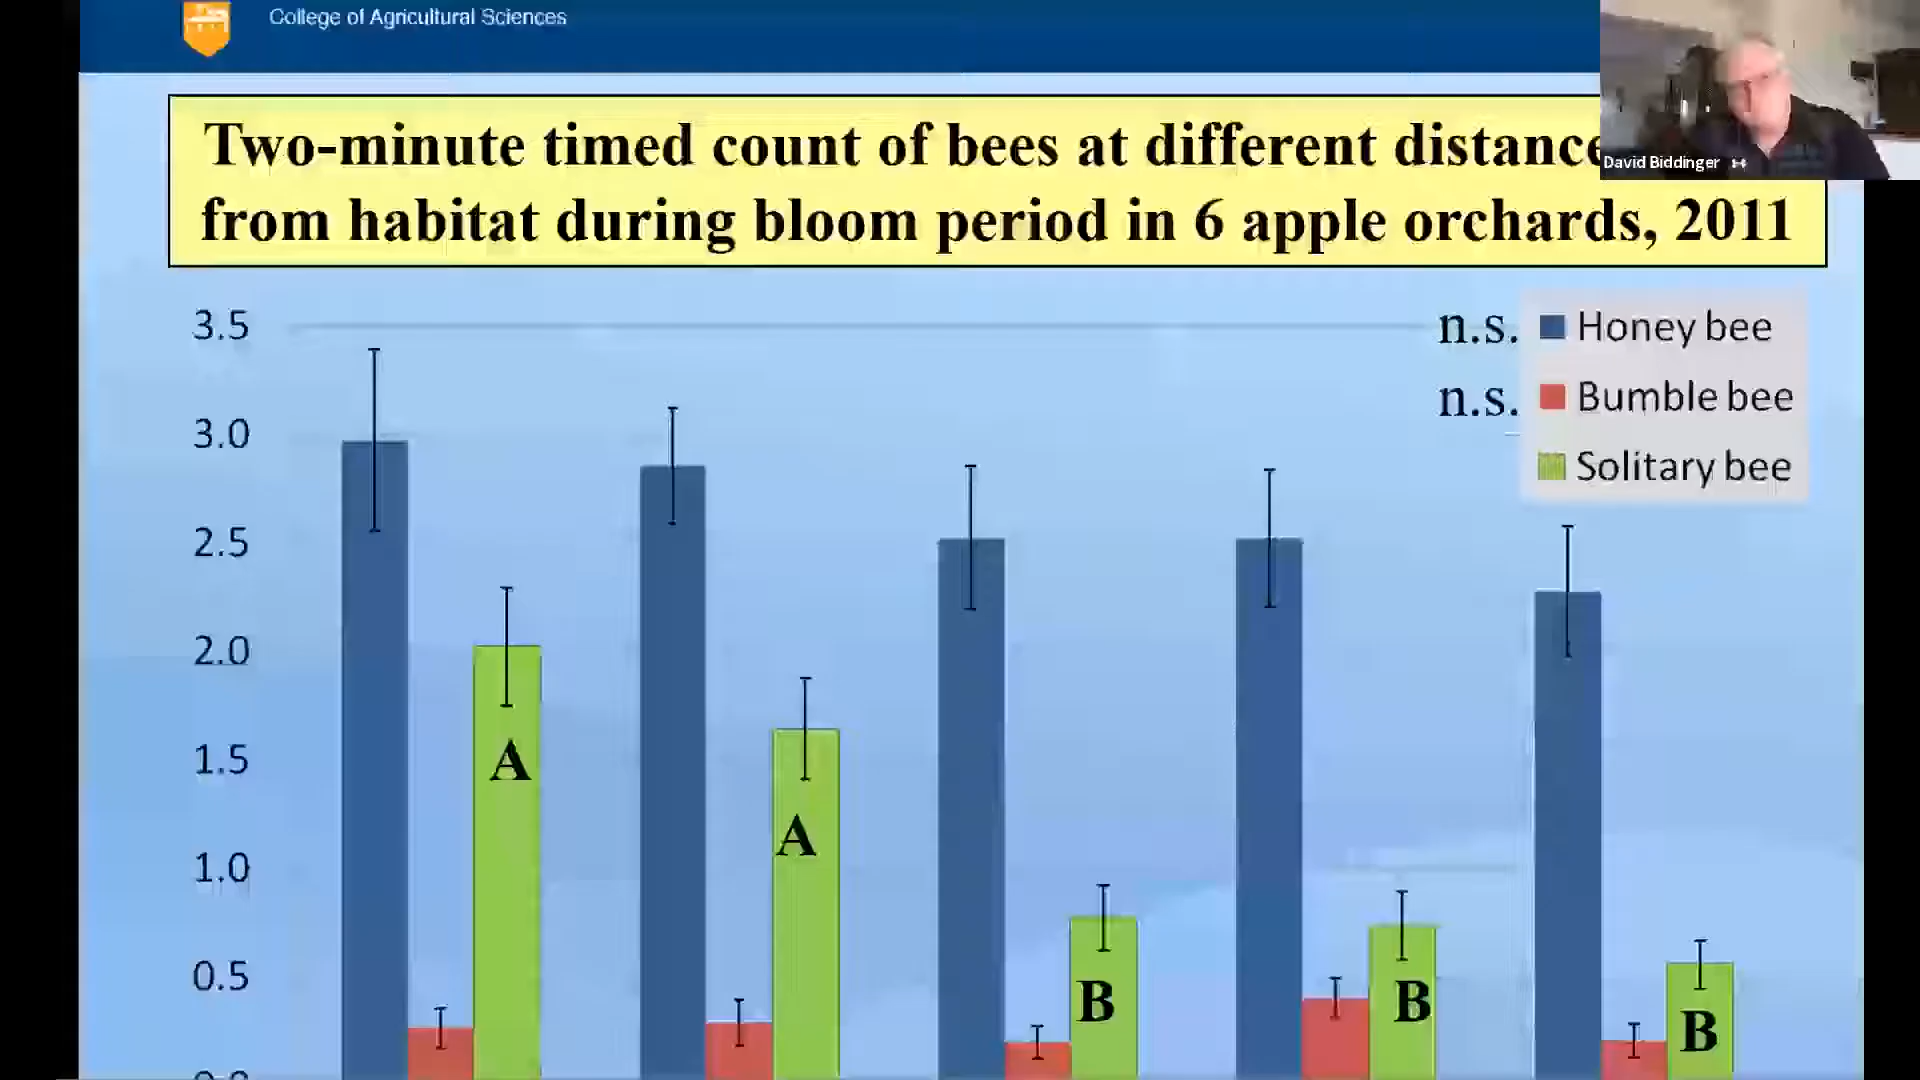 College of Agricultural Sciences
David Biddinger
Two-minute timed count of bees at different distance
from habitat during bloom period in 6 apple orchards, 2011
3.5
n.s. Honey bee
n.s. Bumble bee
3.0
Solitary bee
2.5
2.0
A
1.5
A
1.0
0.5
B
B
B